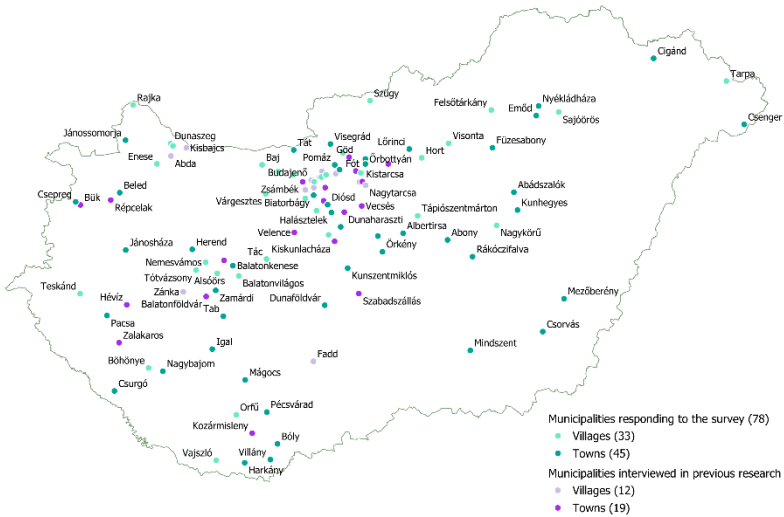 Cigánd
Tarpa
Rajka
Szügy
Felsőtárkány
Nyékládháza
Emőd
Sajóörös
Csenger
Jánossomorja
Dunaszeg
Kisbajcs
Visegrád
Lőrinci
Visonta
Tát
Göd
Enese
Abda
Baj
Pomáz
Őrbottyán
Hort
Füzesabony
Budajenő
Fót
Kistarcsa
Csepreg
Bük
Beled
Zsámbék
Nagytarcsa
Abádszalók
Répcelak
Várgesztes
Biatorbágy
Diósd
Vecsés
Tápiószentmárton
Kunhegyes
Halásztelek
Dunaharaszti
Albertirsa
Nagykörű
Velence
Örkény
Abony
Jánosháza
Herend
Tác
Kiskunlacháza
Rákóczifalva
Nemesvámos
Balatonkenese
Tótvázsony
Alsóörs
Balatonvilágos
Kunszentmiklós
Teskánd
Hévíz
Zánka
Zamárdi
Dunaföldvár
Szabadszállás
Mezőberény
Balatonföldvár
Tab
Pacsa
Csorvás
Zalakaros
Igal
Fadd
Mindszent
Böhönye
Nagybajom
Mágocs
Csurgó
Orfű
Pécsvárad
Kozármisleny
Bóly
Vajszló
Villány
Harkány
Municipalities responding to the survey (78)
Villages (33)
Towns (45)
Municipalities interviewed in previous research
Villages (12)
Towns (19)